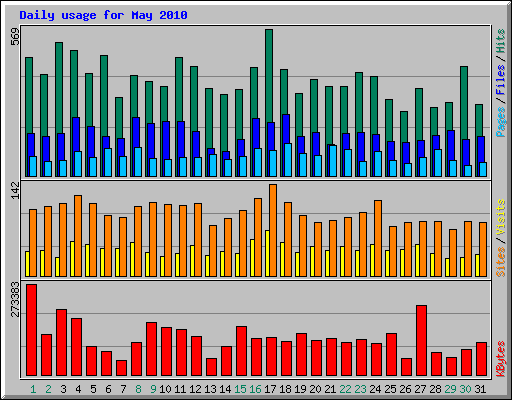 Daily usage for May 2010
569
Pages / Files / Hits
142
Sites / Visits
273383
KBytes
1 2 3 4 5 6 7 8 9 10 11 12 13 14 15 16 17 18 19 20 21 22 23 24 25 26 27 28 29 30 31